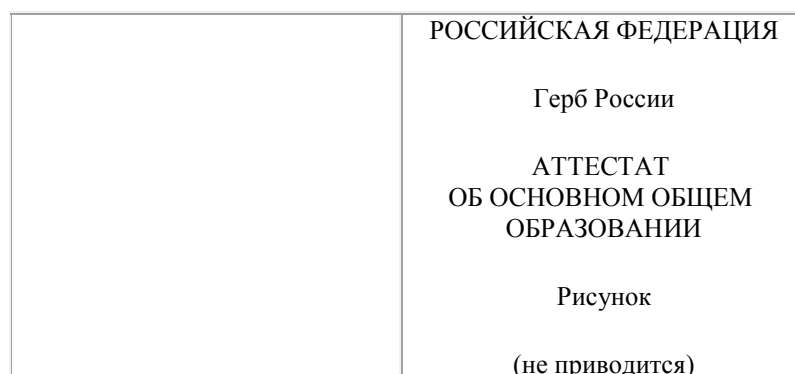 РОССИЙСКАЯ ФЕДЕРАЦИЯ
Герб России
АТТЕСТАТ
ОБ ОСНОВНОМ ОБЩЕМ
ОБРАЗОВАНИИ
Рисунок
(не приводится)